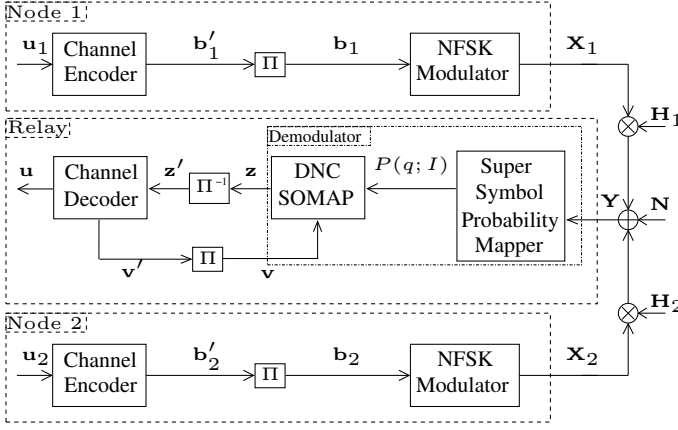 Node 1
u₁ Channel Encoder b′₁ Π b₁ NFSK Modulator X₁
H₁
Relay
Demodulator
u Channel Decoder z′ Π⁻¹ z DNC SOMAP P(q; I) Super Symbol Probability Mapper Y N
v′ Π v
H₂
Node 2
u₂ Channel Encoder b′₂ Π b₂ NFSK Modulator X₂